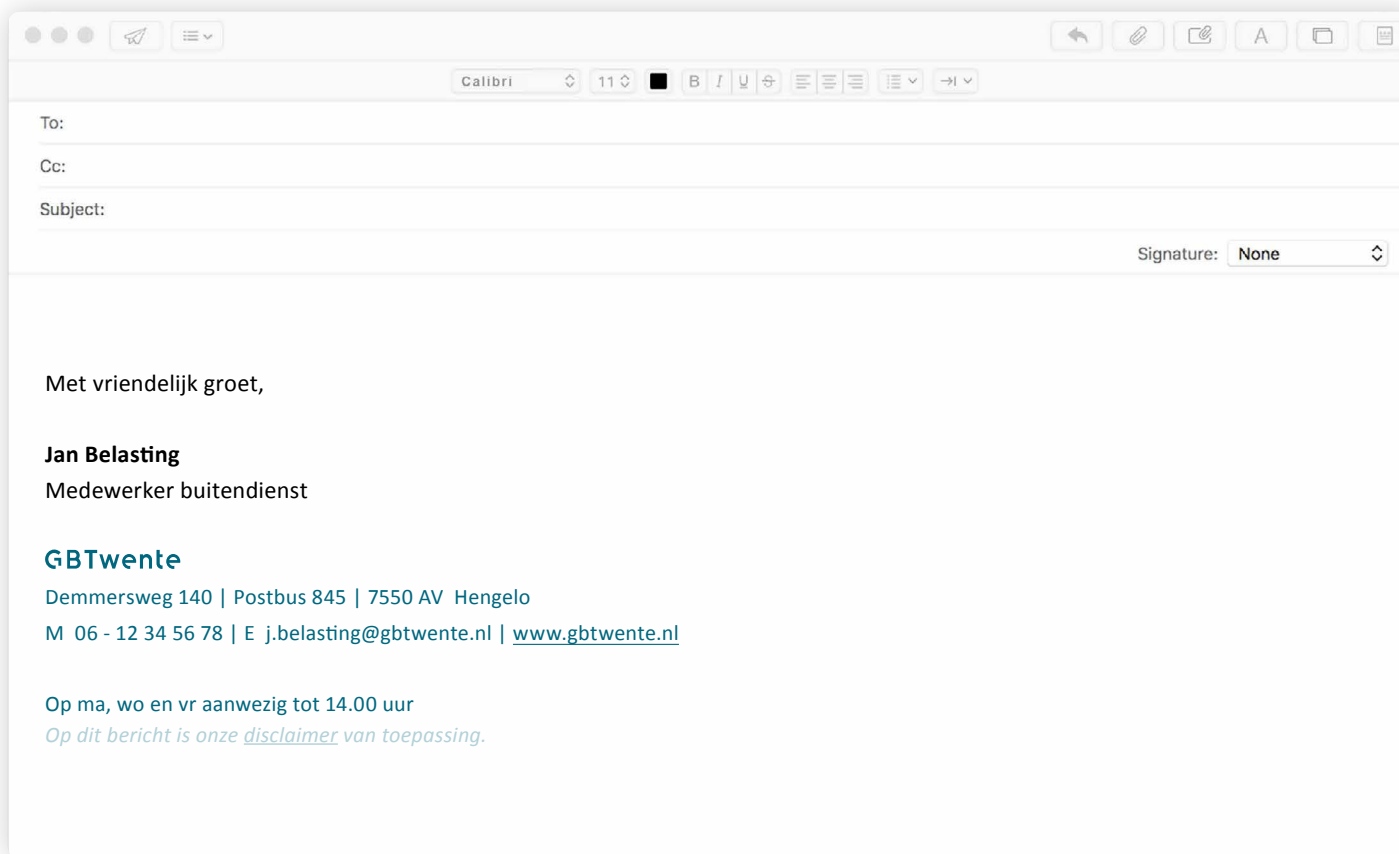 Calibri 11 B I U S
A
To:
Cc:
Subject:
Signature: None
Met vriendelijk groet,
Jan Belasting
Medewerker buitendienst
GBTwente
Demmersweg 140 | Postbus 845 | 7550 AV Hengelo
M 06 - 12 34 56 78 | E j.belasting@gbtwente.nl | www.gbtwente.nl
Op ma, wo en vr aanwezig tot 14.00 uur
Op dit bericht is onze disclaimer van toepassing.